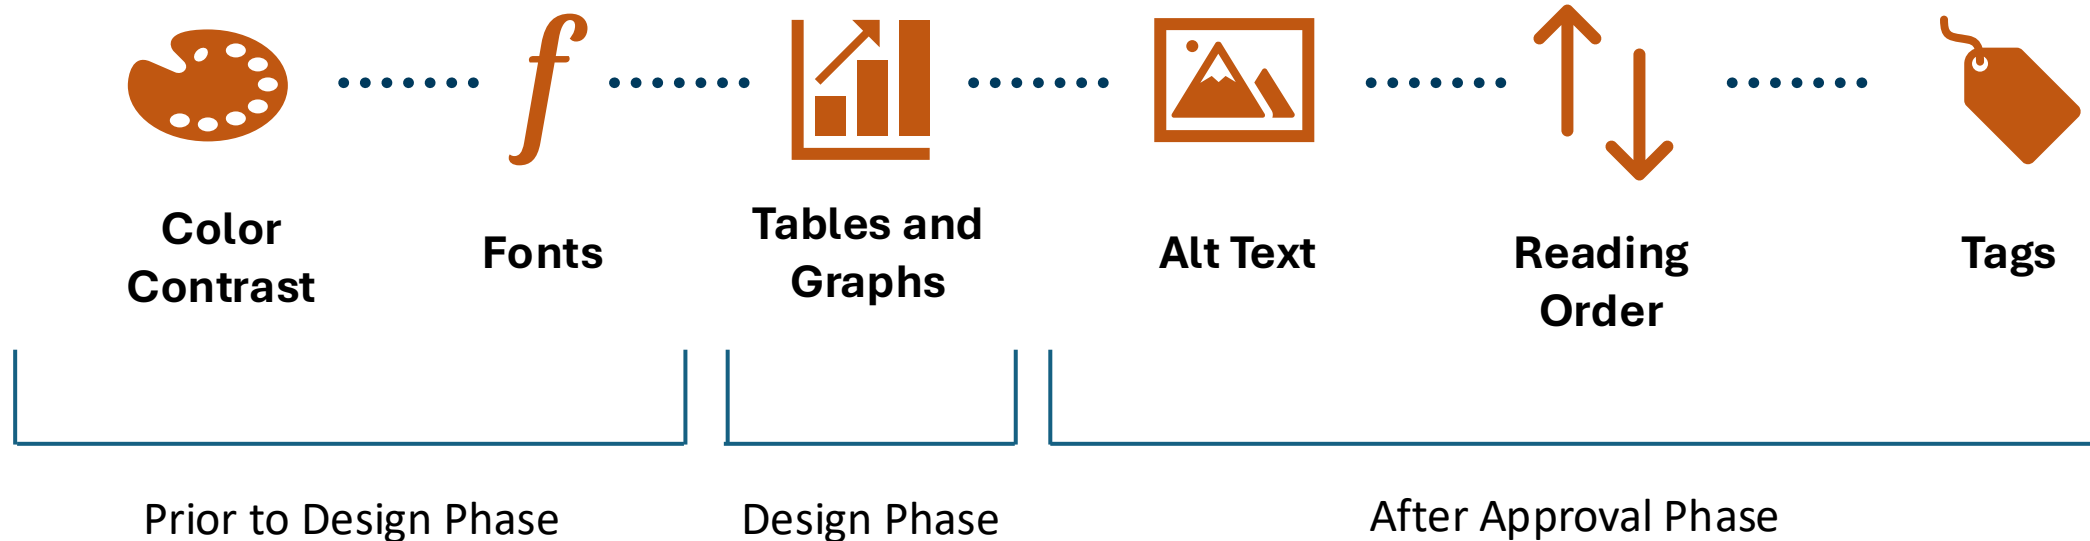 Color
Contrast
Fonts
Tables and
Graphs
Alt Text
Reading
Order
Tags
Prior to Design Phase
Design Phase
After Approval Phase